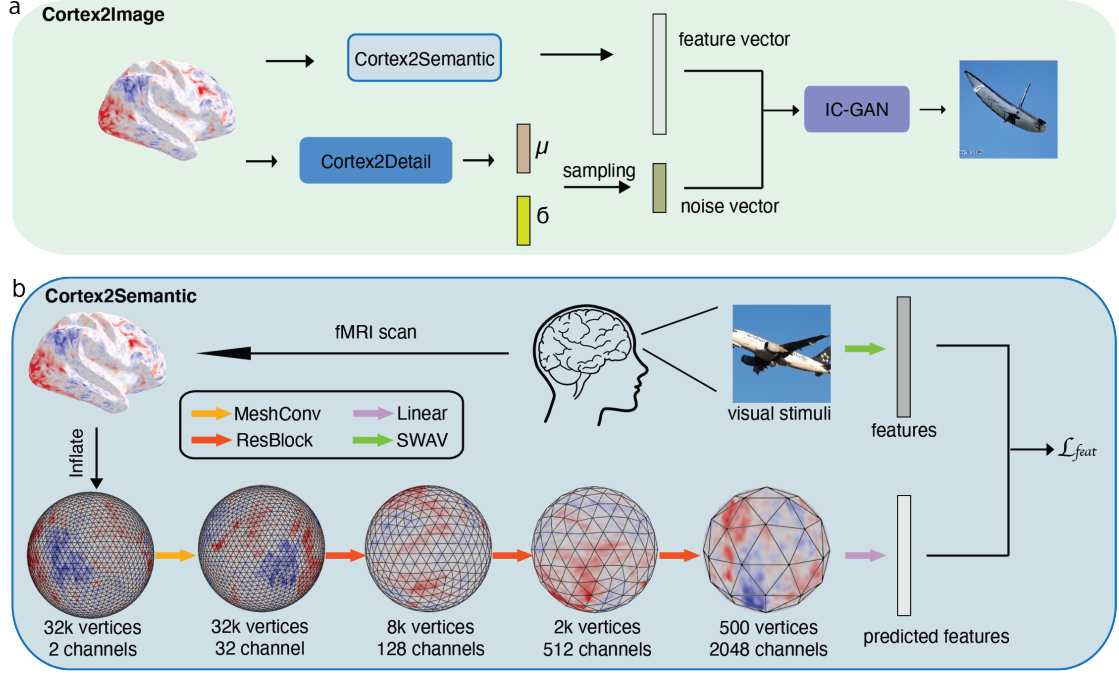 a
Cortex2Image
Cortex2Semantic
feature vector
IC-GAN
Cortex2Detail
μ
sampling
б
noise vector
b
Cortex2Semantic
fMRI scan
visual stimuli
features
MeshConv
Linear
ResBlock
SWAV
Inflate
ℒfeat
32k vertices
2 channels
32k vertices
32 channel
8k vertices
128 channels
2k vertices
512 channels
500 vertices
2048 channels
predicted features